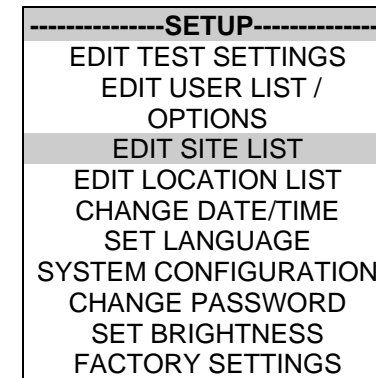 ---------------SETUP--------------
EDIT TEST SETTINGS
EDIT USER LIST /
OPTIONS
EDIT SITE LIST
EDIT LOCATION LIST
CHANGE DATE/TIME
SET LANGUAGE
SYSTEM CONFIGURATION
CHANGE PASSWORD
SET BRIGHTNESS
FACTORY SETTINGS